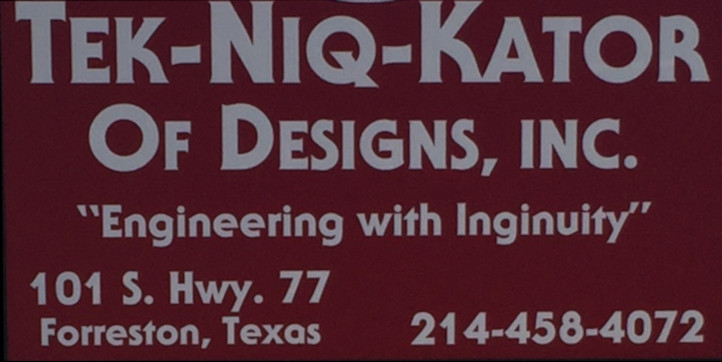 TEK-NIQ-KATOR
OF DESIGNS, INC.
"Engineering with Inginuity"
101 S. Hwy. 77
Forreston, Texas
214-458-4072